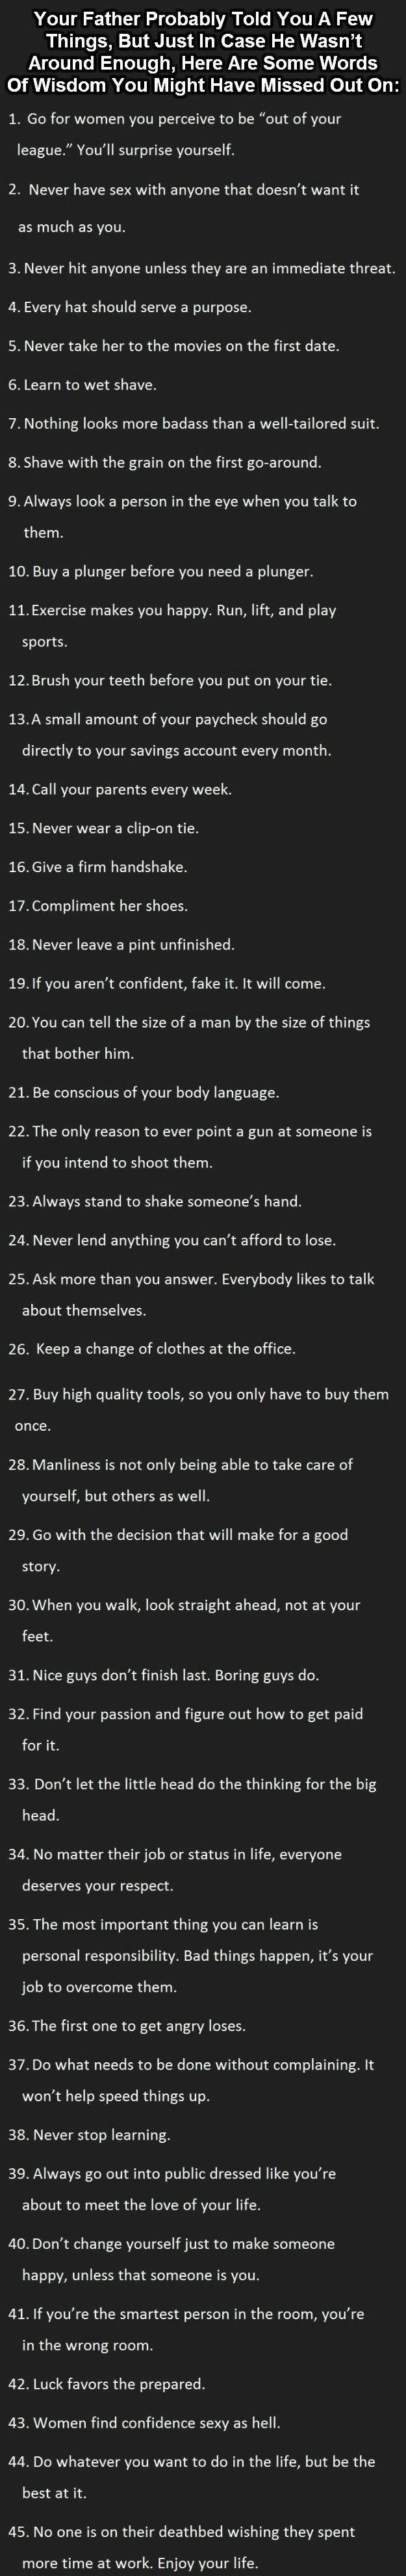 Your Father Probably Told You A Few
Things, But Just In Case He Wasn't
Around Enough, Here Are Some Words
Of Wisdom You Might Have Missed Out On:
1. Go for women you perceive to be “out of your
league.” You’ll surprise yourself.
2. Never have sex with anyone that doesn’t want it
as much as you.
3. Never hit anyone unless they are an immediate threat.
4. Every hat should serve a purpose.
5. Never take her to the movies on the first date.
6. Learn to wet shave.
7. Nothing looks more badass than a well-tailored suit.
8. Shave with the grain on the first go-around.
9. Always look a person in the eye when you talk to
them.
10. Buy a plunger before you need a plunger.
11. Exercise makes you happy. Run, lift, and play
sports.
12. Brush your teeth before you put on your tie.
13. A small amount of your paycheck should go
directly to your savings account every month.
14. Call your parents every week.
15. Never wear a clip-on tie.
16. Give a firm handshake.
17. Compliment her shoes.
18. Never leave a pint unfinished.
19. If you aren’t confident, fake it. It will come.
20. You can tell the size of a man by the size of things
that bother him.
21. Be conscious of your body language.
22. The only reason to ever point a gun at someone is
if you intend to shoot them.
23. Always stand to shake someone’s hand.
24. Never lend anything you can’t afford to lose.
25. Ask more than you answer. Everybody likes to talk
about themselves.
26. Keep a change of clothes at the office.
27. Buy high quality tools, so you only have to buy them
once.
28. Manliness is not only being able to take care of
yourself, but others as well.
29. Go with the decision that will make for a good
story.
30. When you walk, look straight ahead, not at your
feet.
31. Nice guys don’t finish last. Boring guys do.
32. Find your passion and figure out how to get paid
for it.
33. Don’t let the little head do the thinking for the big
head.
34. No matter their job or status in life, everyone
deserves your respect.
35. The most important thing you can learn is
personal responsibility. Bad things happen, it’s your
job to overcome them.
36. The first one to get angry loses.
37. Do what needs to be done without complaining. It
won’t help speed things up.
38. Never stop learning.
39. Always go out into public dressed like you’re
about to meet the love of your life.
40. Don’t change yourself just to make someone
happy, unless that someone is you.
41. If you’re the smartest person in the room, you’re
in the wrong room.
42. Luck favors the prepared.
43. Women find confidence sexy as hell.
44. Do whatever you want to do in the life, but be the
best at it.
45. No one is on their deathbed wishing they spent
more time at work. Enjoy your life.